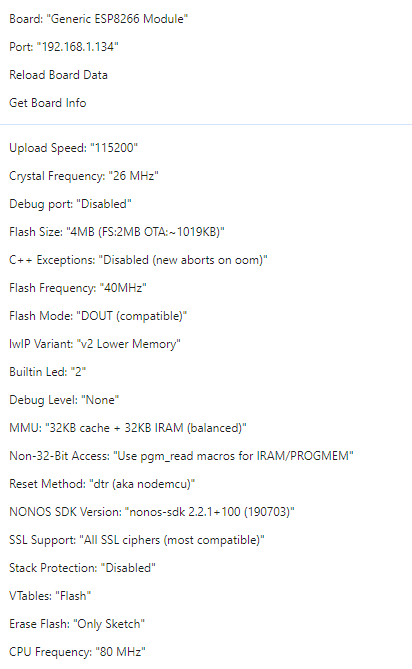 Board: "Generic ESP8266 Module"
Port: "192.168.1.134"
Reload Board Data
Get Board Info
Upload Speed: "115200"
Crystal Frequency: "26 MHz"
Debug port: "Disabled"
Flash Size: "4MB (FS:2MB OTA:~1019KB)"
C++ Exceptions: "Disabled (new aborts on oom)"
Flash Frequency: "40MHz"
Flash Mode: "DOUT (compatible)"
lwIP Variant: "v2 Lower Memory"
Builtin Led: "2"
Debug Level: "None"
MMU: "32KB cache + 32KB IRAM (balanced)"
Non-32-Bit Access: "Use pgm_read macros for IRAM/PROGMEM"
Reset Method: "dtr (aka nodemcu)"
NONOS SDK Version: "nonos-sdk 2.2.1+100 (190703)"
SSL Support: "All SSL ciphers (most compatible)"
Stack Protection: "Disabled"
VTables: "Flash"
Erase Flash: "Only Sketch"
CPU Frequency: "80 MHz"